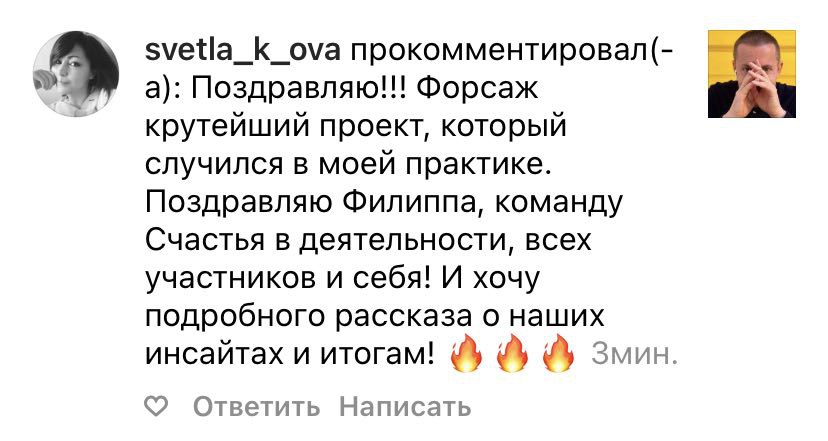 svetla_k_ova прокомментировал(-
а): Поздравляю!!! Форсаж
крутейший проект, который
случился в моей практике.
Поздравляю Филиппа, команду
Счастья в деятельности, всех
участников и себя! И хочу
подробного рассказа о наших
инсайтах и итогам! 🔥🔥🔥 3мин.
Ответить Написать